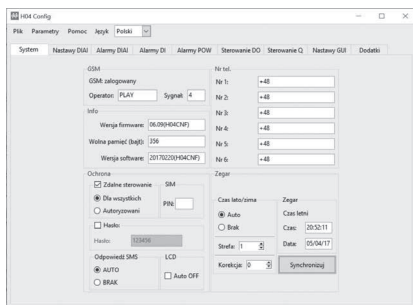 H04 Config
Plik Parametry Pomoc Język Polski
System Nastawy DIAI Alarmy DIAI Alarmy DI Alarmy POW Sterowanie DO Sterowanie Q Nastawy GUI Dodatki
GSM
GSM: zalogowany
Operator: PLAY Sygnał: 4
Info
Wersja firmware: 06.09(H04CNF)
Wolna pamięć (bajt): 356
Wersja software: 20170220(H04CNF)
Ochrona
Zdalne sterowanie
Dla wszystkich
Autoryzowani
SIM
PIN:
Hasło:
Hasło: 123456
Odpowiedź SMS
AUTO
BRAK
LCD
Auto OFF
Nr tel.
Nr 1: +48
Nr 2: +48
Nr 3: +48
Nr 4: +48
Nr 5: +48
Nr 6: +48
Zegar
Czas lato/zima
Auto
Brak
Strefa: 1
Korekcja: 0
Zegar
Czas letni
Czas: 20:52:11
Data: 05/04/17
Synchronizuj